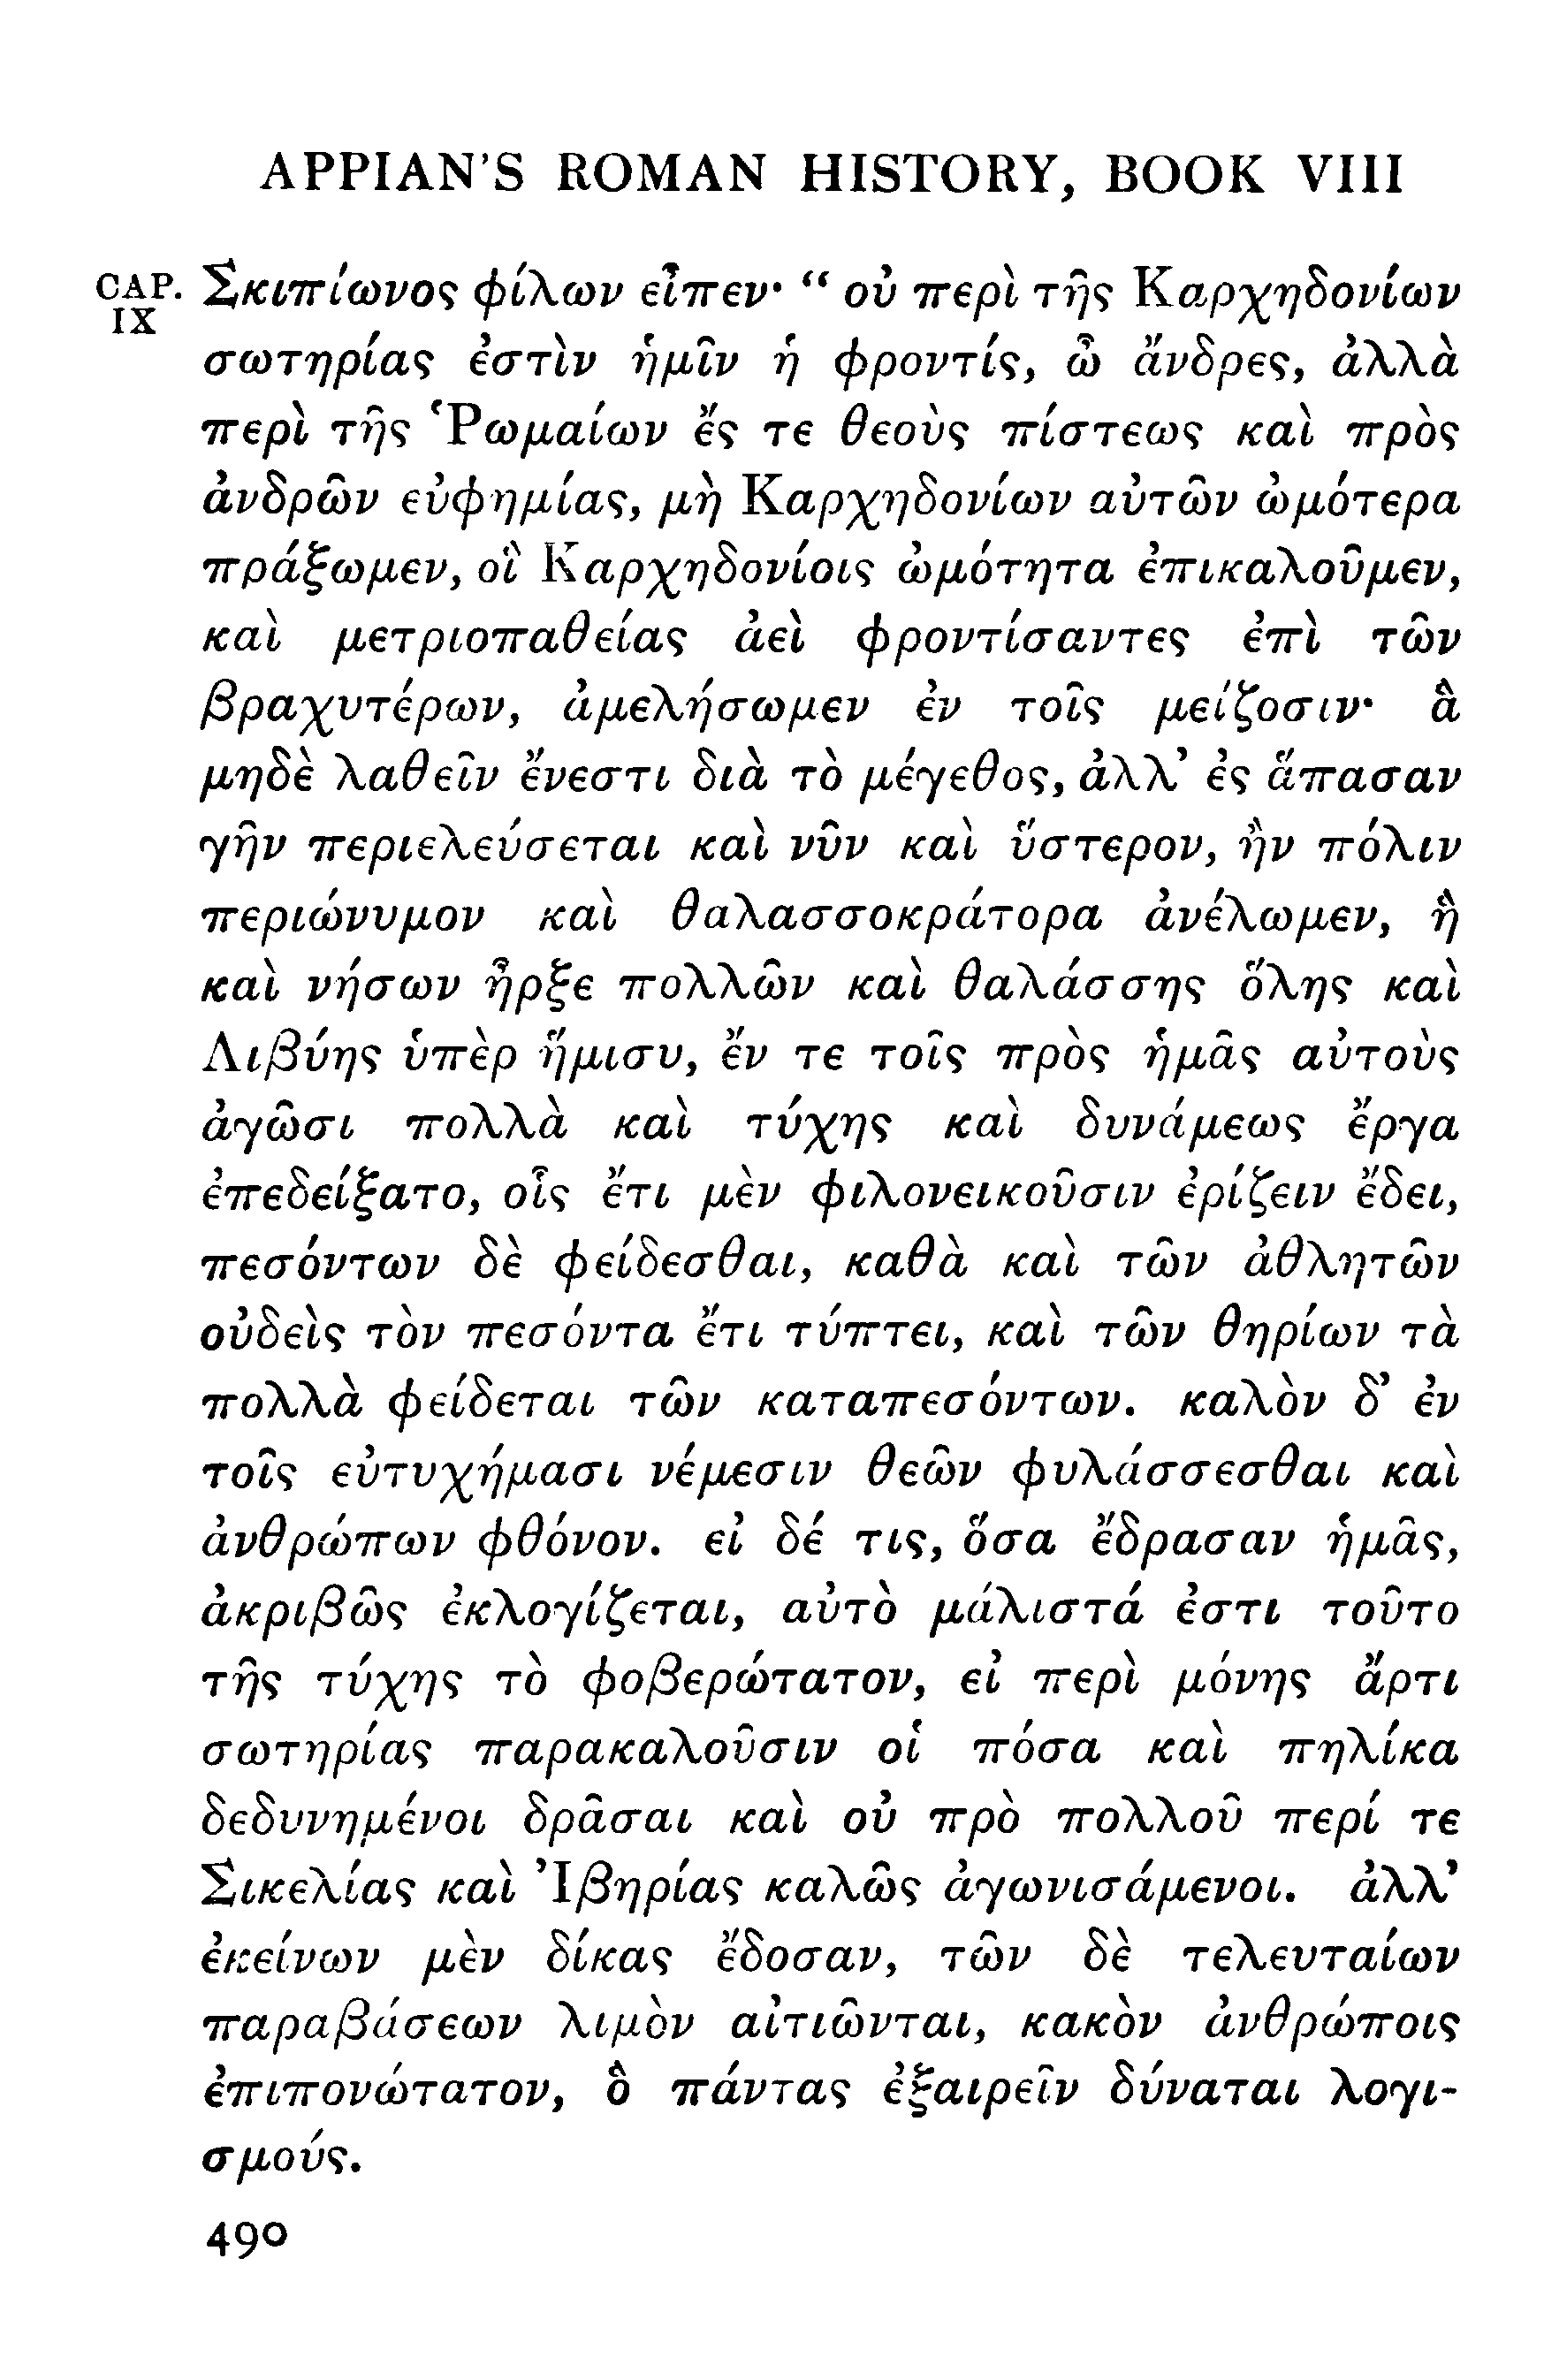 APPIAN'S ROMAN HISTORY, BOOK VIII
CAP. IX Σκιπίωνος φίλων εἶπεν· “ οὐ περὶ τῆς Καρχηδονίων
σωτηρίας ἐστὶν ἡμῖν ἡ φροντίς, ὦ ἄνδρες, ἀλλὰ
περὶ τῆς Ῥωμαίων ἔς τε θεοὺς πίστεως καὶ πρὸς
ἀνδρῶν εὐφημίας, μὴ Καρχηδονίων αὐτῶν ὠμότερα
πράξωμεν, οἳ Καρχηδονίοις ὠμότητα ἐπικαλοῦμεν,
καὶ μετριοπαθείας ἀεὶ φροντίσαντες ἐπὶ τῶν
βραχυτέρων, ἀμελήσωμεν ἐν τοῖς μείζοσιν· ἃ
μηδὲ λαθεῖν ἔνεστι διὰ τὸ μέγεθος, ἀλλ’ ἐς ἅπασαν
γῆν περιελεύσεται καὶ νῦν καὶ ὕστερον, ἢν πόλιν
περιώνυμον καὶ θαλασσοκράτορα ἀνέλωμεν, ἣ
καὶ νήσων ἦρξε πολλῶν καὶ θαλάσσης ὅλης καὶ
Λιβύης ὑπὲρ ἥμισυ, ἔν τε τοῖς πρὸς ἡμᾶς αὐτοὺς
ἀγῶσι πολλὰ καὶ τύχης καὶ δυνάμεως ἔργα
ἐπεδείξατο, οἷς ἔτι μὲν φιλονεικοῦσιν ἐρίζειν ἔδει,
πεσόντων δὲ φείδεσθαι, καθὰ καὶ τῶν ἀθλητῶν
οὐδεὶς τὸν πεσόντα ἔτι τύπτει, καὶ τῶν θηρίων τὰ
πολλὰ φείδεται τῶν καταπεσόντων. καλὸν δ’ ἐν
τοῖς εὐτυχήμασι νέμεσιν θεῶν φυλάσσεσθαι καὶ
ἀνθρώπων φθόνον. εἰ δέ τις, ὅσα ἔδρασαν ἡμᾶς,
ἀκριβῶς ἐκλογίζεται, αὐτὸ μάλιστά ἐστι τοῦτο
τῆς τύχης τὸ φοβερώτατον, εἰ περὶ μόνης ἄρτι
σωτηρίας παρακαλοῦσιν οἱ πόσα καὶ πηλίκα
δεδυνημένοι δρᾶσαι καὶ οὐ πρὸ πολλοῦ περί τε
Σικελίας καὶ Ἰβηρίας καλῶς ἀγωνισάμενοι. ἀλλ’
ἐκείνων μὲν δίκας ἔδοσαν, τῶν δὲ τελευταίων
παραβάσεων λιμὸν αἰτιῶνται, κακὸν ἀνθρώποις
ἐπιπονώτατον, ὃ πάντας ἐξαιρεῖν δύναται λογι-
σμούς.
490